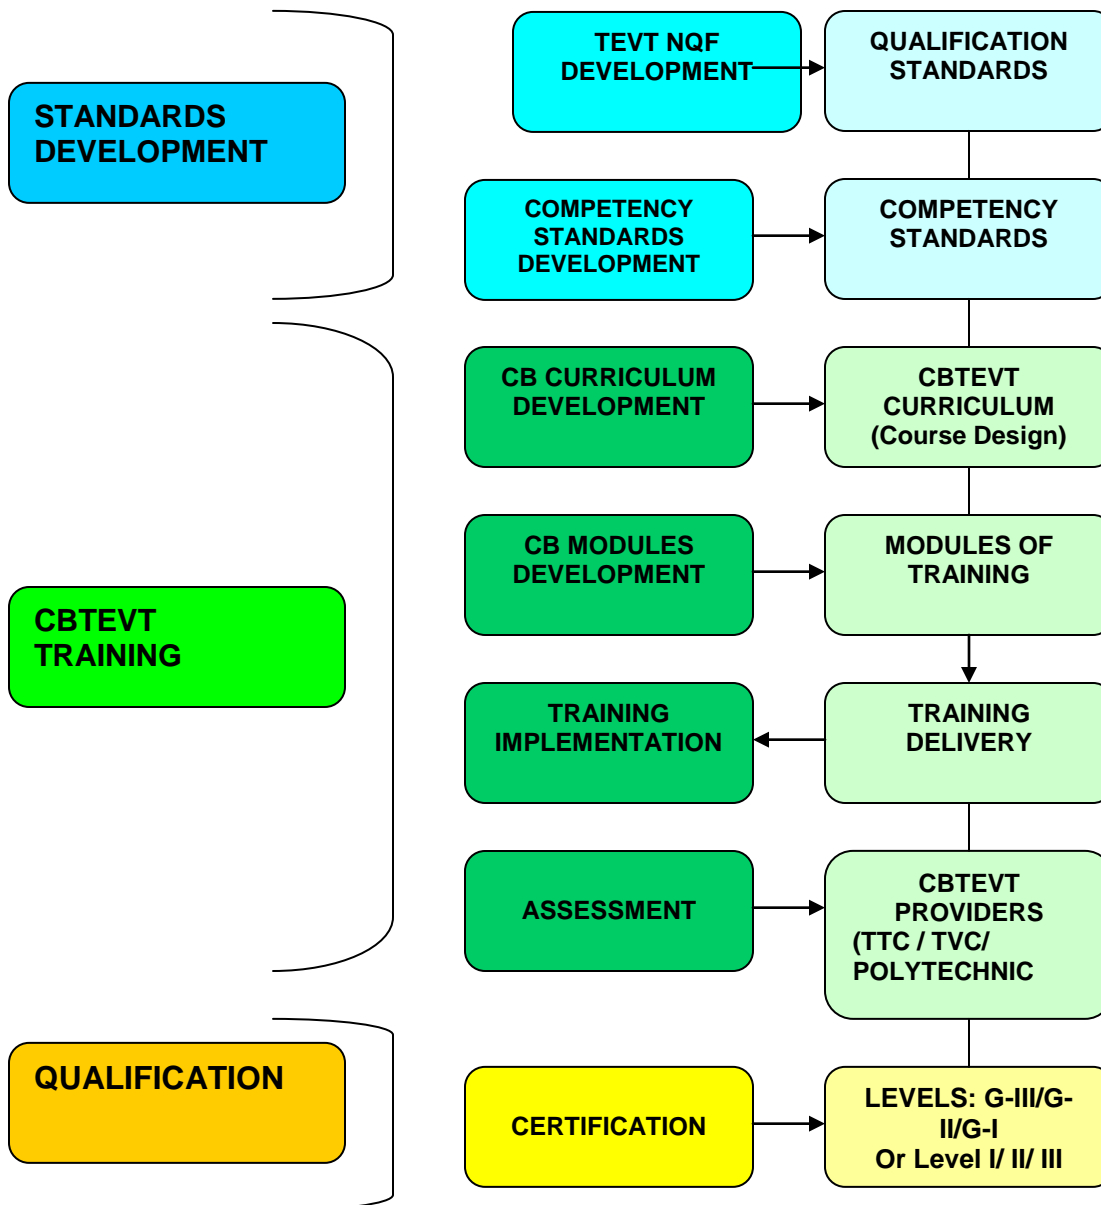 TEVT NQF
DEVELOPMENT
QUALIFICATION
STANDARDS
STANDARDS
DEVELOPMENT
COMPETENCY
STANDARDS
DEVELOPMENT
COMPETENCY
STANDARDS
CB CURRICULUM
DEVELOPMENT
CBTEVT
CURRICULUM
(Course Design)
CB MODULES
DEVELOPMENT
MODULES OF
TRAINING
CBTEVT
TRAINING
TRAINING
IMPLEMENTATION
TRAINING
DELIVERY
ASSESSMENT
CBTEVT
PROVIDERS
(TTC / TVC/
POLYTECHNIC
QUALIFICATION
CERTIFICATION
LEVELS: G-III/G-
II/G-I
Or Level I/ II/ III